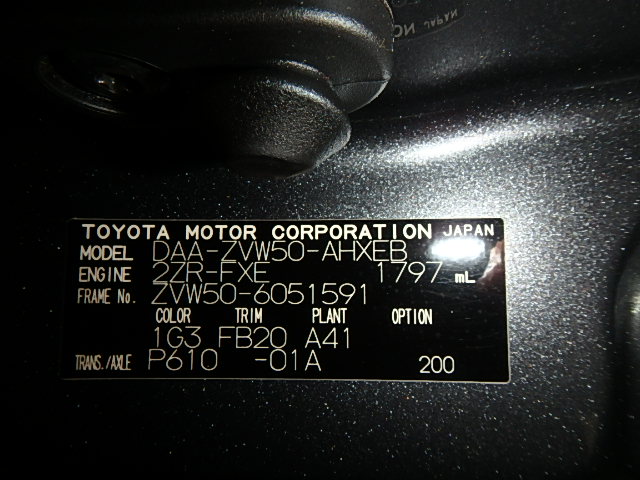 TOYOTA MOTOR CORPORATION JAPAN
MODEL DAA-ZVW50-AHXEB
ENGINE 2ZR-FXE 1797 mL
FRAME No. ZVW50-6051591
COLOR TRIM PLANT OPTION
1G3 FB20 A41
TRANS./AXLE P610 -01A 200
JAPAN